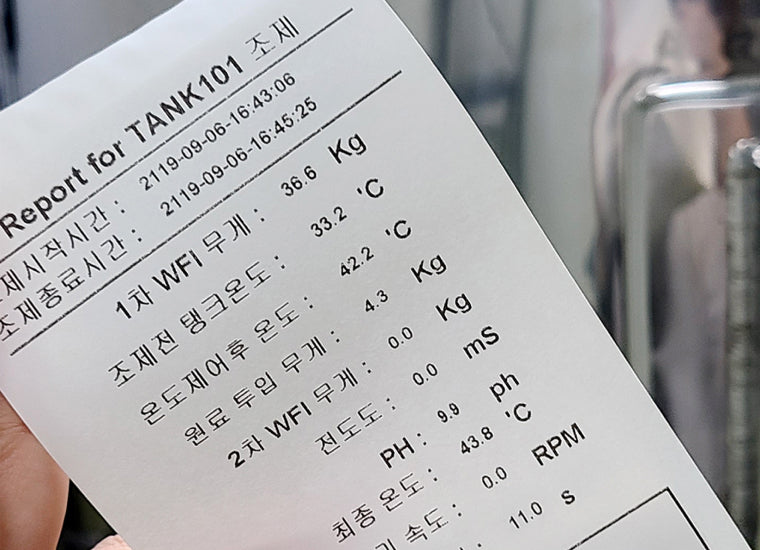 Report for TANK101 조제
제시작시간 : 2119-09-06-16:43:06
조제종료시간 : 2119-09-06-16:45:25
1차 WFI 무게 : 36.6 Kg
조제전 탱크온도 : 33.2 'C
온도제어후 온도 : 42.2 'C
원료 투입 무게 : 4.3 Kg
2차 WFI 무게 : 0.0 Kg
전도도 : 0.0 mS
PH : 9.9 ph
최종 온도 : 43.8 'C
속도 : 0.0 RPM
: 11.0 s